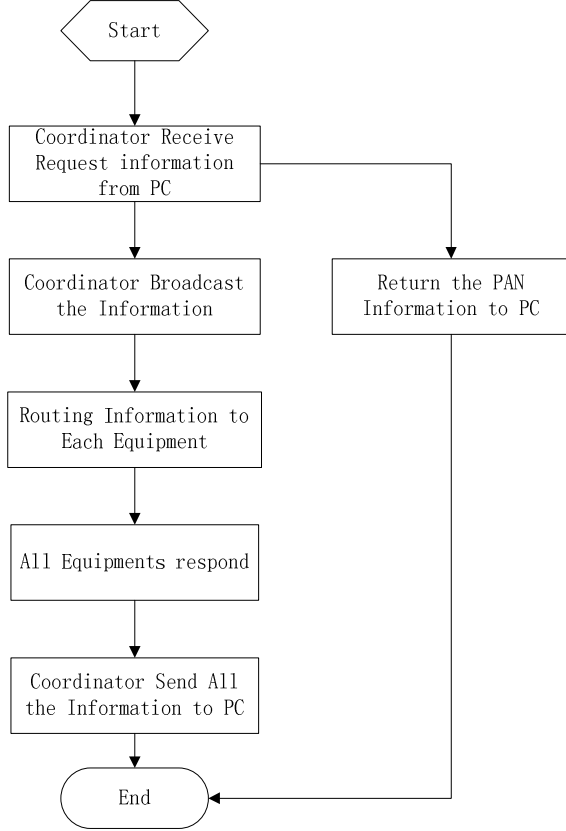 Start
Coordinator Receive
Request information
from PC
Coordinator Broadcast
the Information
Return the PAN
Information to PC
Routing Information to
Each Equipment
All Equipments respond
Coordinator Send All
the Information to PC
End